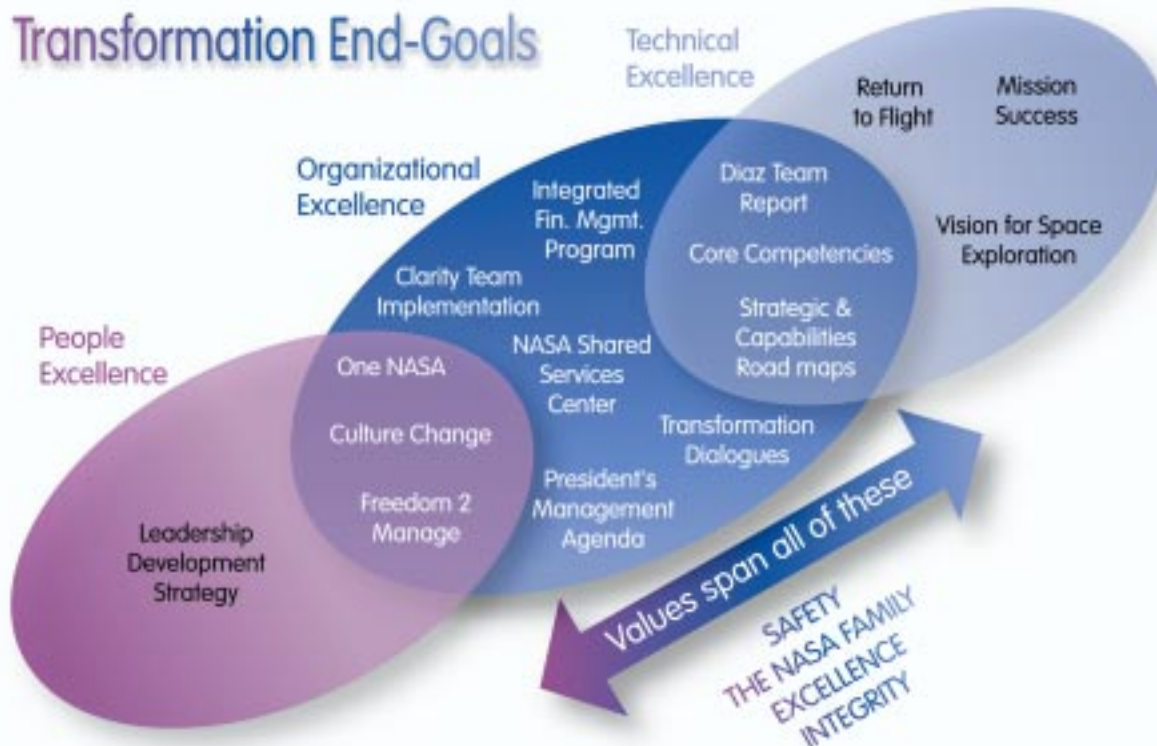 Transformation End-Goals
Technical
Excellence
Return
to Flight
Mission
Success
Vision for Space
Exploration
Organizational
Excellence
Integrated
Fin. Mgmt.
Program
Diaz Team
Report
Core Competencies
Strategic &
Capabilities
Road maps
Clarity Team
Implementation
NASA Shared
Services
Center
Transformation
Dialogues
President's
Management
Agenda
People
Excellence
One NASA
Culture Change
Freedom 2
Manage
Leadership
Development
Strategy
Values span all of these
SAFETY
THE NASA FAMILY
EXCELLENCE
INTEGRITY